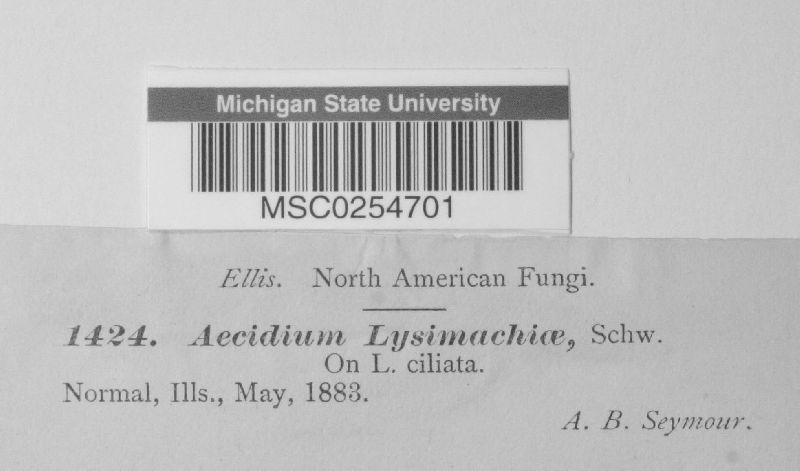 Michigan State University
MSC0254701
Ellis. North American Fungi.
1424. Aecidium Lysimachiæ, Schw.
On L. ciliata.
Normal, Ills., May, 1883.
A. B. Seymour.